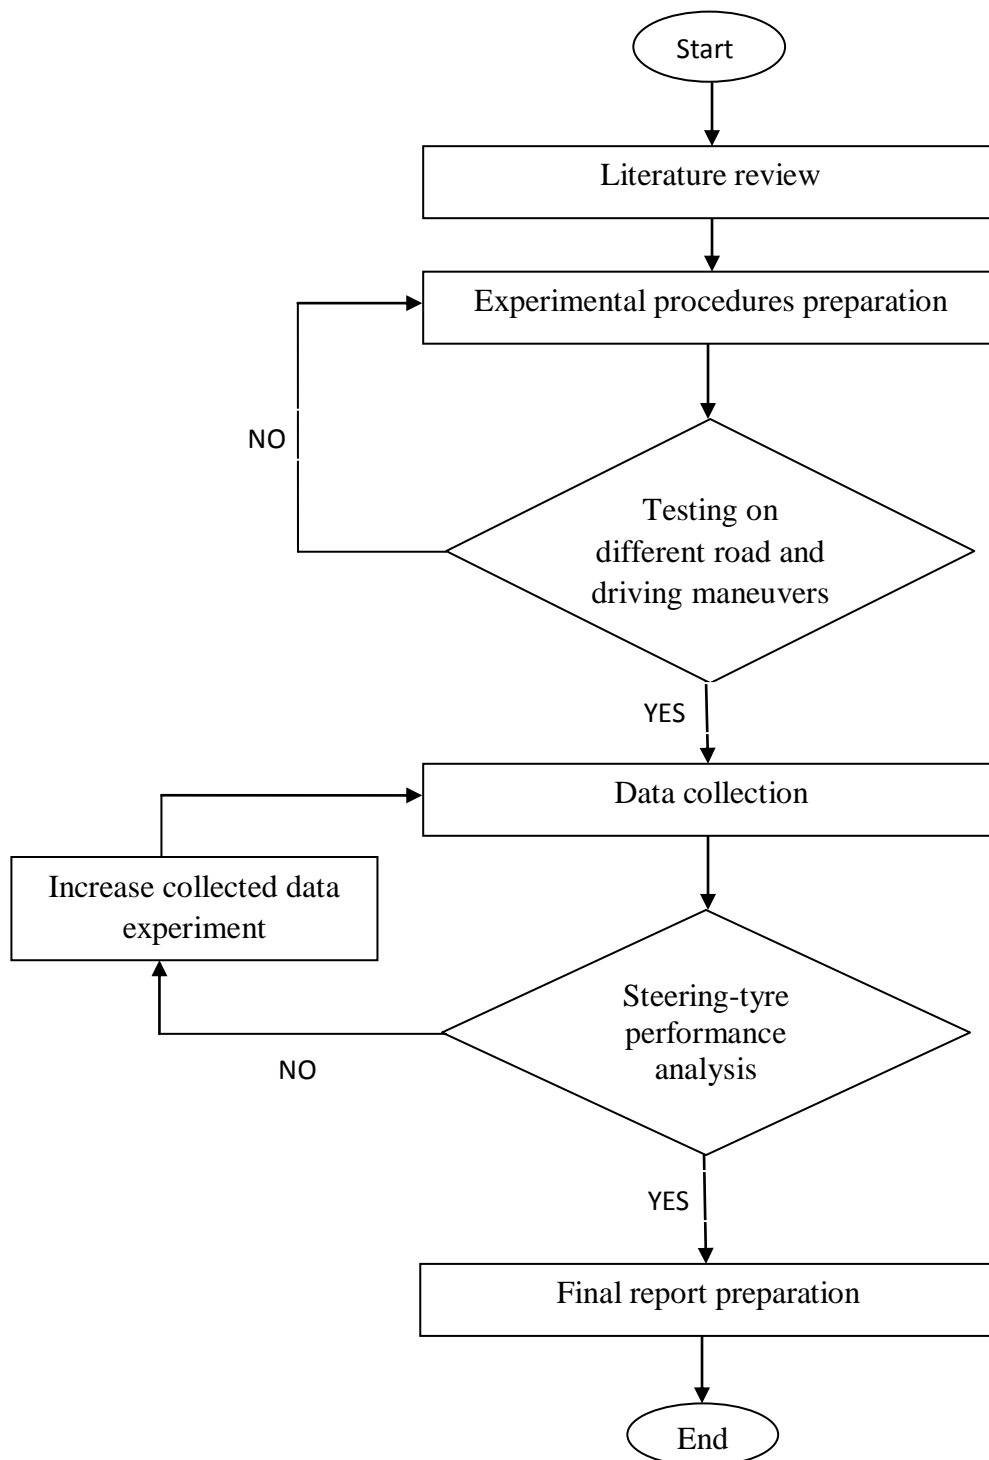 Start
Literature review
Experimental procedures preparation
NO
Testing on
different road and
driving maneuvers
YES
Data collection
Increase collected data
experiment
Steering-tyre
performance
analysis
NO
YES
Final report preparation
End